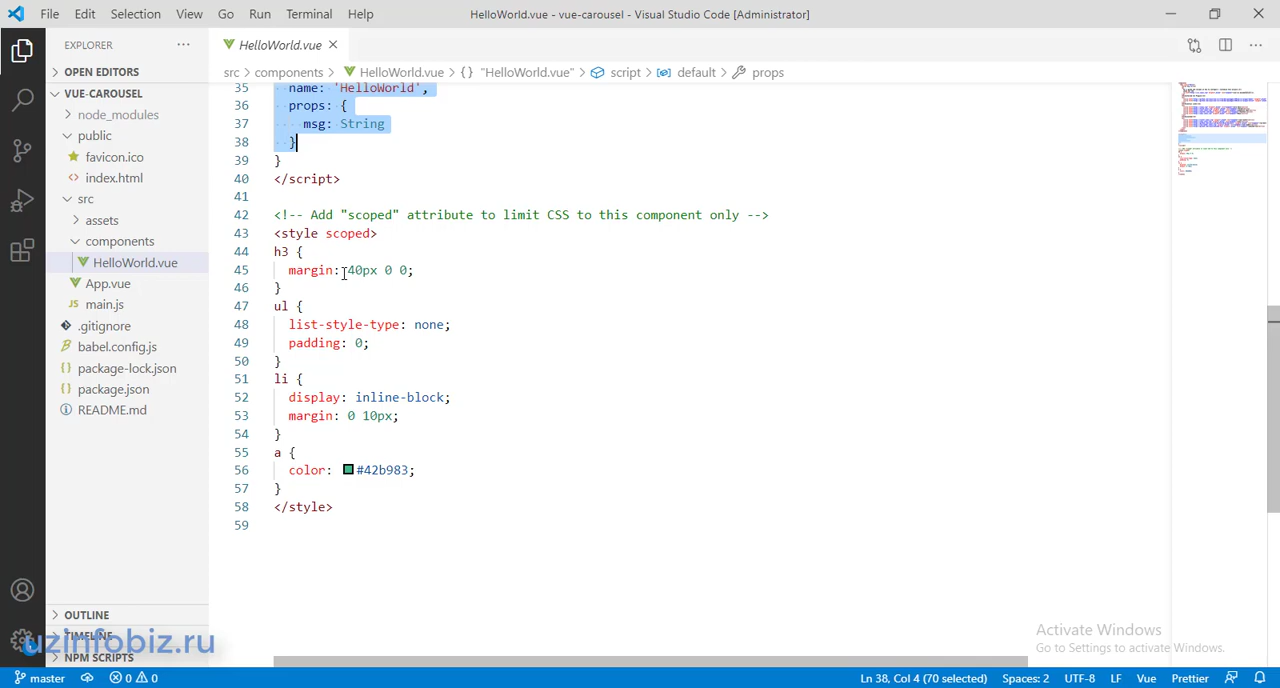 File Edit Selection View Go Run Terminal Help HelloWorld.vue - vue-carousel - Visual Studio Code [Administrator]
EXPLORER
OPEN EDITORS
VUE-CAROUSEL
node_modules
public
favicon.ico
index.html
src
assets
components
HelloWorld.vue
App.vue
main.js
.gitignore
babel.config.js
package-lock.json
package.json
README.md
OUTLINE
TIMELINE
NPM SCRIPTS
uzinfobiz.ru
HelloWorld.vue
src > components > HelloWorld.vue > {} "HelloWorld.vue" > script > default > props
35 name: 'HelloWorld',
36 props: {
37 msg: String
38 }
39 }
40 </script>
41
42 <!-- Add "scoped" attribute to limit CSS to this component only -->
43 <style scoped>
44 h3 {
45 margin: 40px 0 0;
46 }
47 ul {
48 list-style-type: none;
49 padding: 0;
50 }
51 li {
52 display: inline-block;
53 margin: 0 10px;
54 }
55 a {
56 color: #42b983;
57 }
58 </style>
59
Activate Windows
Go to Settings to activate Windows.
master 0 0 Ln 38, Col 4 (70 selected) Spaces: 2 UTF-8 LF Vue Prettier